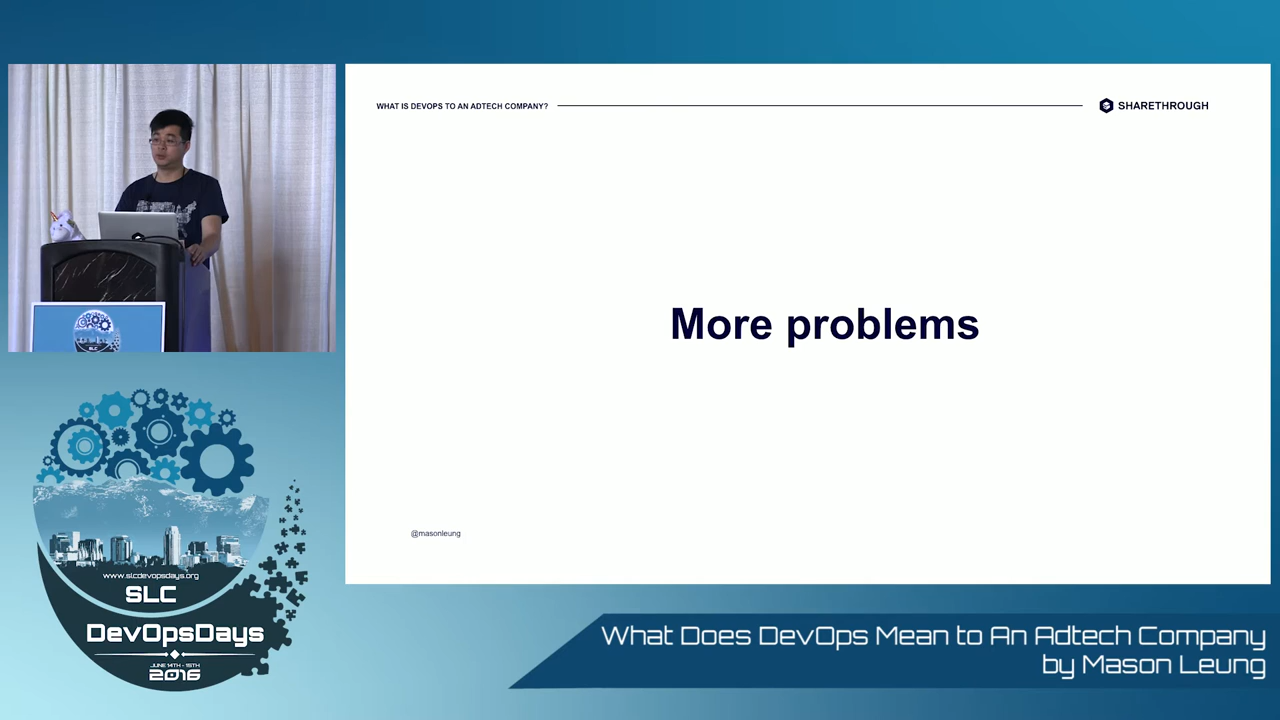 WHAT IS DEVOPS TO AN ADTECH COMPANY?
SHARETHROUGH
More problems
@masonleung
SLC
www.slcdevopsdays.org
SLC
DevOpsDays
JUNE 14TH - 15TH
2016
What Does DevOps Mean to An Adtech Company
by Mason Leung